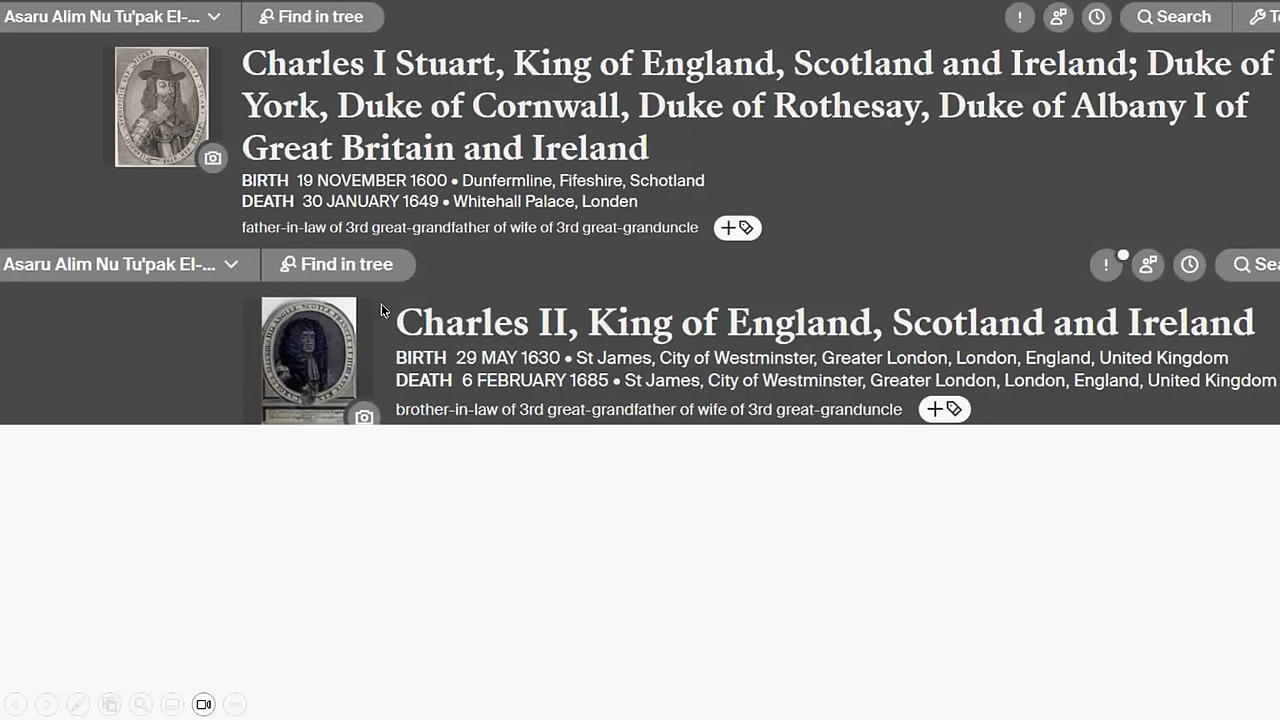 Asaru Alim Nu Tu'pak El-...
Find in tree
Search
Charles I Stuart, King of England, Scotland and Ireland; Duke of
York, Duke of Cornwall, Duke of Rothesay, Duke of Albany I of
Great Britain and Ireland
BIRTH 19 NOVEMBER 1600 • Dunfermline, Fifeshire, Schotland
DEATH 30 JANUARY 1649 • Whitehall Palace, Londen
father-in-law of 3rd great-grandfather of wife of 3rd great-granduncle
Asaru Alim Nu Tu'pak El-...
Find in tree
Sea
Charles II, King of England, Scotland and Ireland
BIRTH 29 MAY 1630 • St James, City of Westminster, Greater London, London, England, United Kingdom
DEATH 6 FEBRUARY 1685 • St James, City of Westminster, Greater London, London, England, United Kingdom
brother-in-law of 3rd great-grandfather of wife of 3rd great-granduncle